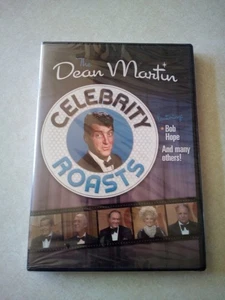 The
Dean Martin
CELEBRITY
ROASTS
• Bob
Hope
And many
others!